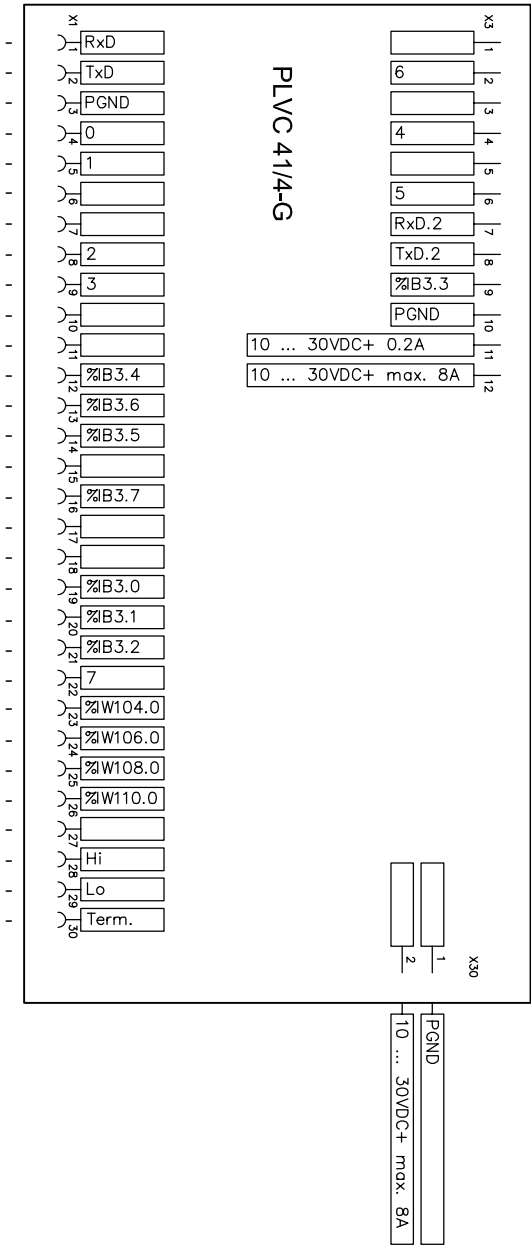 PLVC 41/4-G
X1
1 RxD
2 TxD
3 PGND
4 0
5 1
6
7
8 2
9 3
10
11
12 %IB3.4
13 %IB3.6
14 %IB3.5
15
16 %IB3.7
17
18
19 %IB3.0
20 %IB3.1
21 %IB3.2
22 7
23 %IW104.0
24 %IW106.0
25 %IW108.0
26 %IW110.0
27
28 Hi
29 Lo
30 Term.
X3
1
6 2
3
4 4
5
5 6
RxD.2 7
TxD.2 8
%IB3.3 9
PGND 10
10 ... 30VDC+ 0.2A 11
10 ... 30VDC+ max. 8A 12
X30
1 PGND
2 10 ... 30VDC+ max. 8A